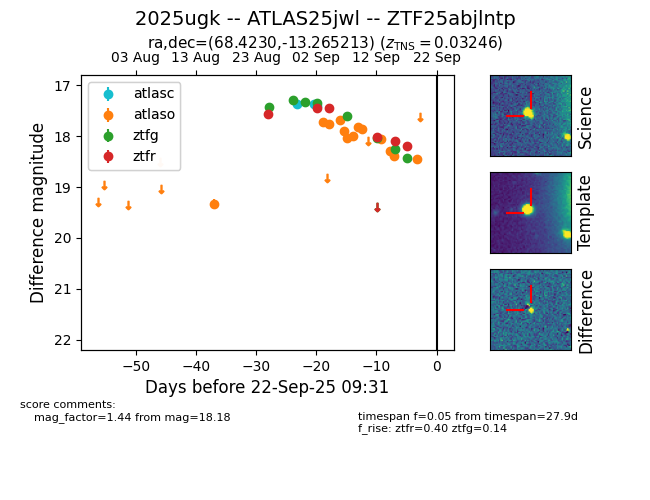 2025ugk -- ATLAS25jwl -- ZTF25abjlntp
ra,dec=(68.4230,-13.265213) (z_TNS = 0.03246)
03 Aug 13 Aug 23 Aug 02 Sep 12 Sep 22 Sep
17
18
19
20
21
22
Difference magnitude
atlasc
atlaso
ztfg
ztfr
−50 −40 −30 −20 −10 0
Days before 22-Sep-25 09:31
Science
Template
Difference
score comments:
mag_factor=1.44 from mag=18.18
timespan f=0.05 from timespan=27.9d
f_rise: ztfr=0.40 ztfg=0.14